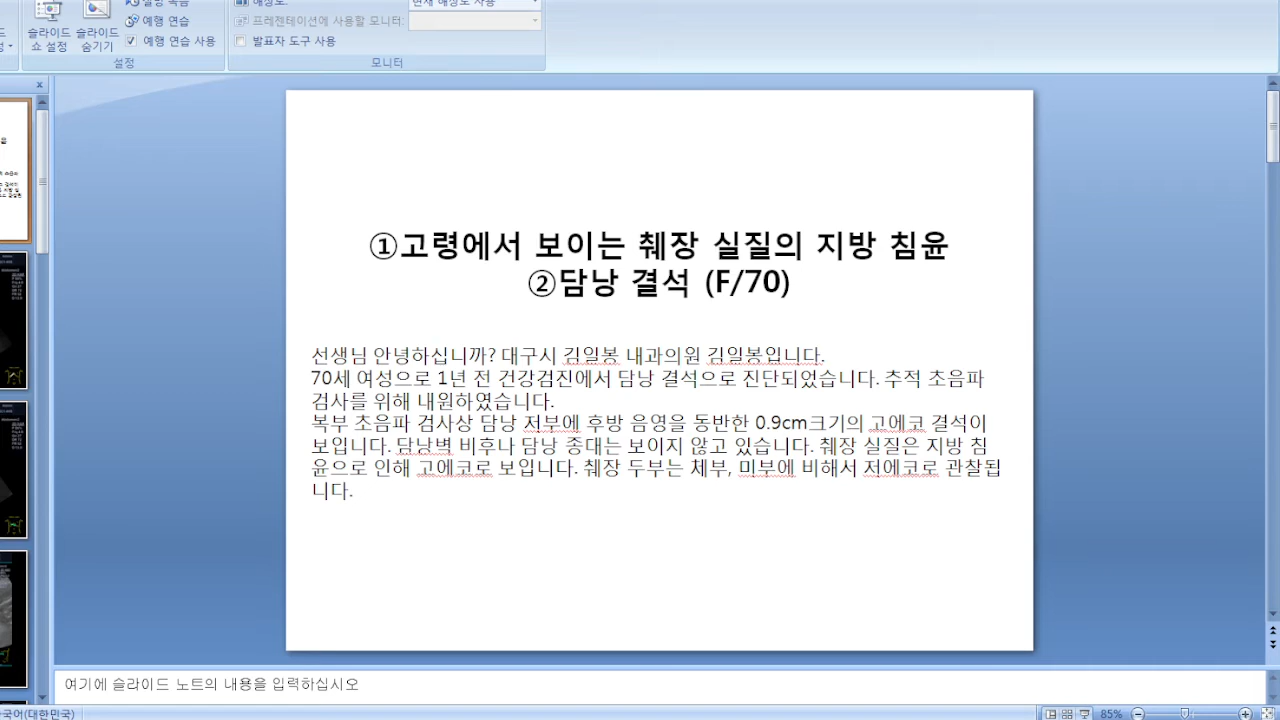 현재 해상도 사용
슬라이드 쇼 설정
슬라이드 숨기기
예행 연습
예행 연습 사용
설정
프레젠테이션에 사용할 모니터:
발표자 도구 사용
모니터
①고령에서 보이는 췌장 실질의 지방 침윤
②담낭 결석 (F/70)
선생님 안녕하십니까? 대구시 김일봉 내과의원 김일봉입니다.
70세 여성으로 1년 전 건강검진에서 담낭 결석으로 진단되었습니다. 추적 초음파
검사를 위해 내원하였습니다.
복부 초음파 검사상 담낭 저부에 후방 음영을 동반한 0.9cm크기의 고에코 결석이
보입니다. 담낭벽 비후나 담낭 종대는 보이지 않고 있습니다. 췌장 실질은 지방 침
윤으로 인해 고에코로 보입니다. 췌장 두부는 체부, 미부에 비해서 저에코로 관찰됩
니다.
여기에 슬라이드 노트의 내용을 입력하십시오
국어(대한민국)
85%